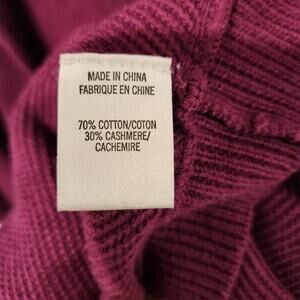 MADE IN CHINA
FABRIQUE EN CHINE
70% COTTON/COTON
30% CASHMERE/
CACHEMIRE